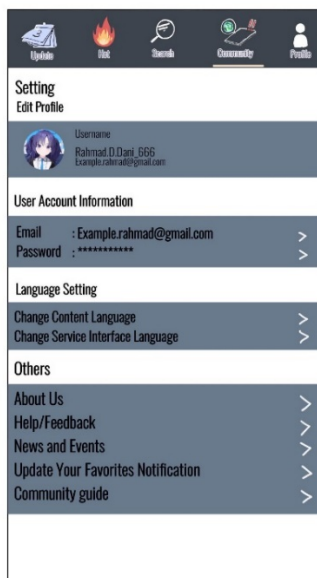 Update Hot Search Community Profile
Setting
Edit Profile
Username
Rahmad.D.Dani_666
Example.rahmad@gmail.com
User Account Information
Email : Example.rahmad@gmail.com
Password : ***********
Language Setting
Change Content Language
Change Service Interface Language
Others
About Us
Help/Feedback
News and Events
Update Your Favorites Notification
Community guide